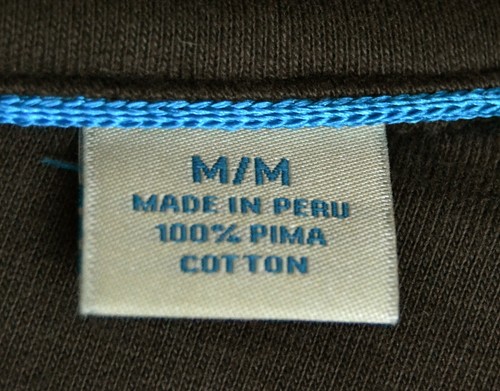 M/M
MADE IN PERU
100% PIMA
COTTON